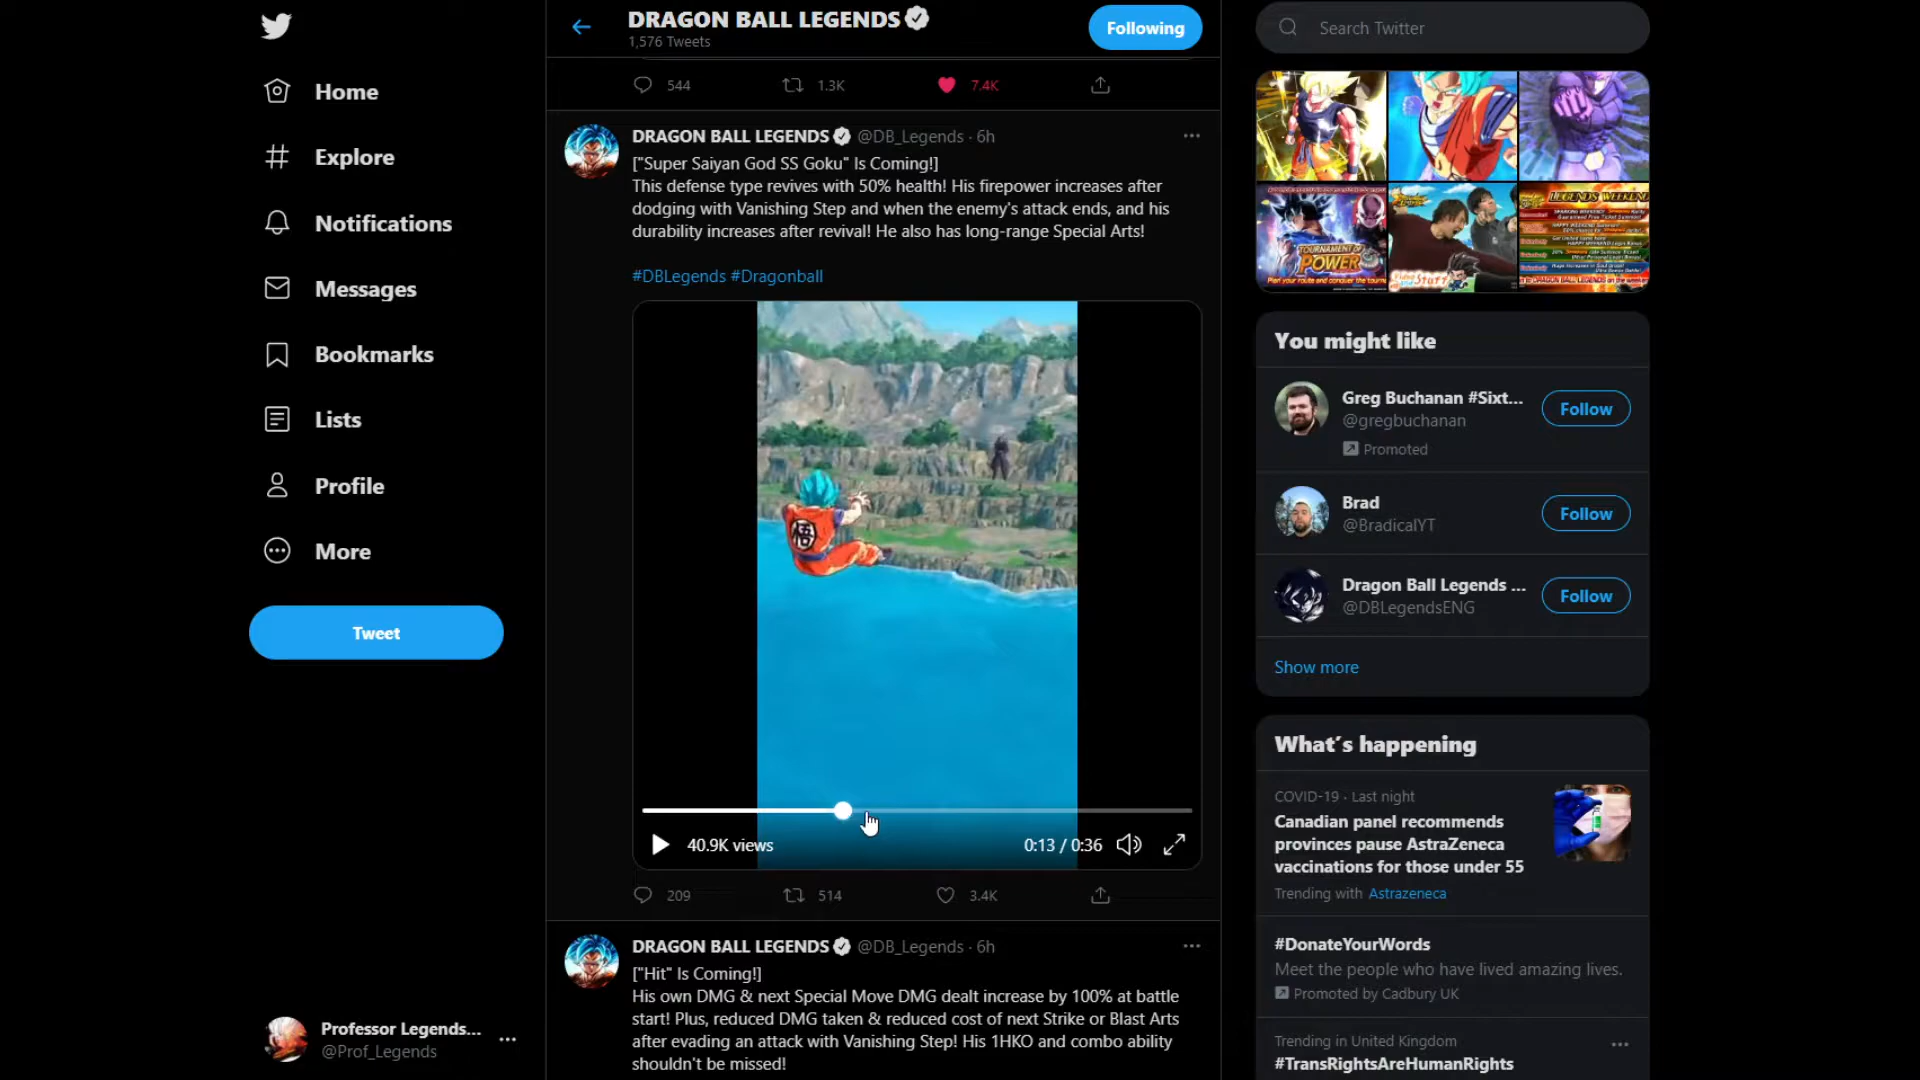 Home
Explore
Notifications
Messages
Bookmarks
Lists
Profile
More
Tweet
Professor Legends...
@Prof_Legends
DRAGON BALL LEGENDS
1,576 Tweets
Following
544 1.3K 7.4K
DRAGON BALL LEGENDS @DB_Legends · 6h
["Super Saiyan God SS Goku" Is Coming!]
This defense type revives with 50% health! His firepower increases after
dodging with Vanishing Step and when the enemy's attack ends, and his
durability increases after revival! He also has long-range Special Arts!
#DBLegends #Dragonball
悟
40.9K views 0:13 / 0:36
209 514 3.4K
DRAGON BALL LEGENDS @DB_Legends · 6h
["Hit" Is Coming!]
His own DMG & next Special Move DMG dealt increase by 100% at battle
start! Plus, reduced DMG taken & reduced cost of next Strike or Blast Arts
after evading an attack with Vanishing Step! His 1HKO and combo ability
shouldn't be missed!
Search Twitter
TOURNAMENT OF
POWER
LEGENDS WEEKEND
You might like
Greg Buchanan #Sixt...
@gregbuchanan
Promoted
Follow
Brad
@BradicalYT
Follow
Dragon Ball Legends ...
@DBLegendsENG
Follow
Show more
What's happening
COVID-19 · Last night
Canadian panel recommends
provinces pause AstraZeneca
vaccinations for those under 55
Trending with Astrazeneca
#DonateYourWords
Meet the people who have lived amazing lives.
Promoted by Cadbury UK
Trending in United Kingdom
#TransRightsAreHumanRights